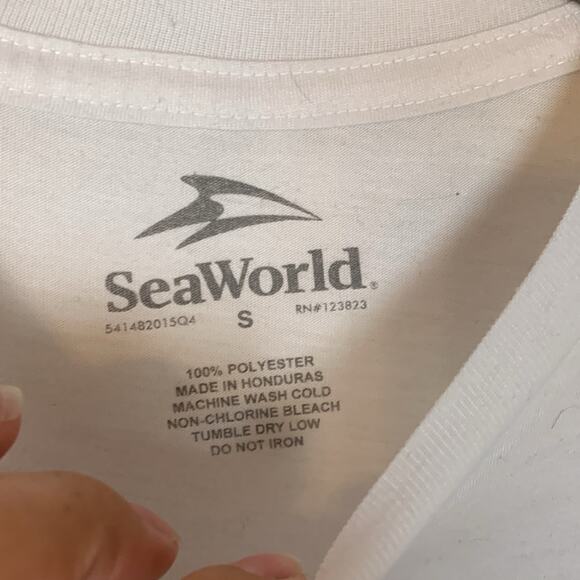 SeaWorld®
541482015Q4 S RN#123823
100% POLYESTER
MADE IN HONDURAS
MACHINE WASH COLD
NON-CHLORINE BLEACH
TUMBLE DRY LOW
DO NOT IRON